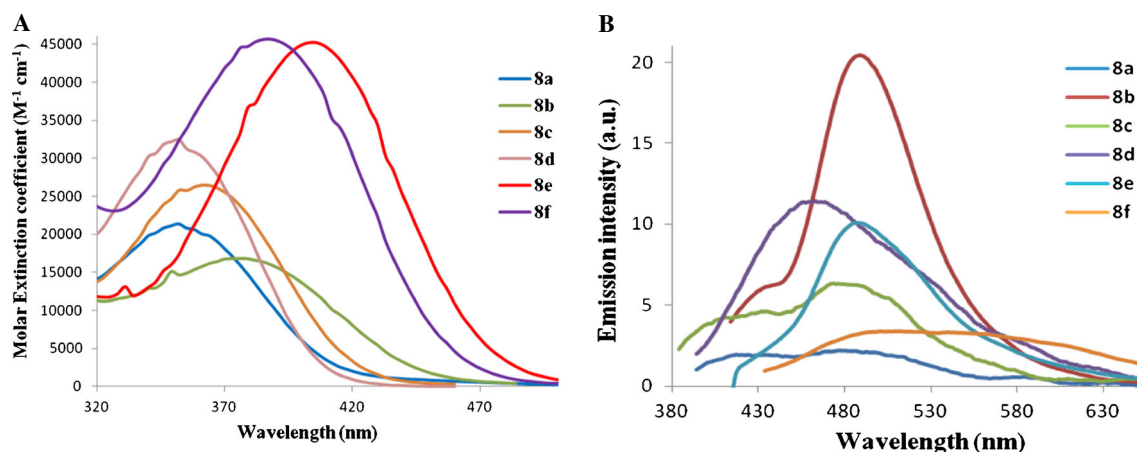 A
Molar Extinction coefficient (M⁻¹ cm⁻¹)
45000
40000
35000
30000
25000
20000
15000
10000
5000
0
320
370
420
470
Wavelength (nm)
8a
8b
8c
8d
8e
8f
B
Emission intensity (a.u.)
20
15
10
5
0
380
430
480
530
580
630
Wavelength (nm)
8a
8b
8c
8d
8e
8f